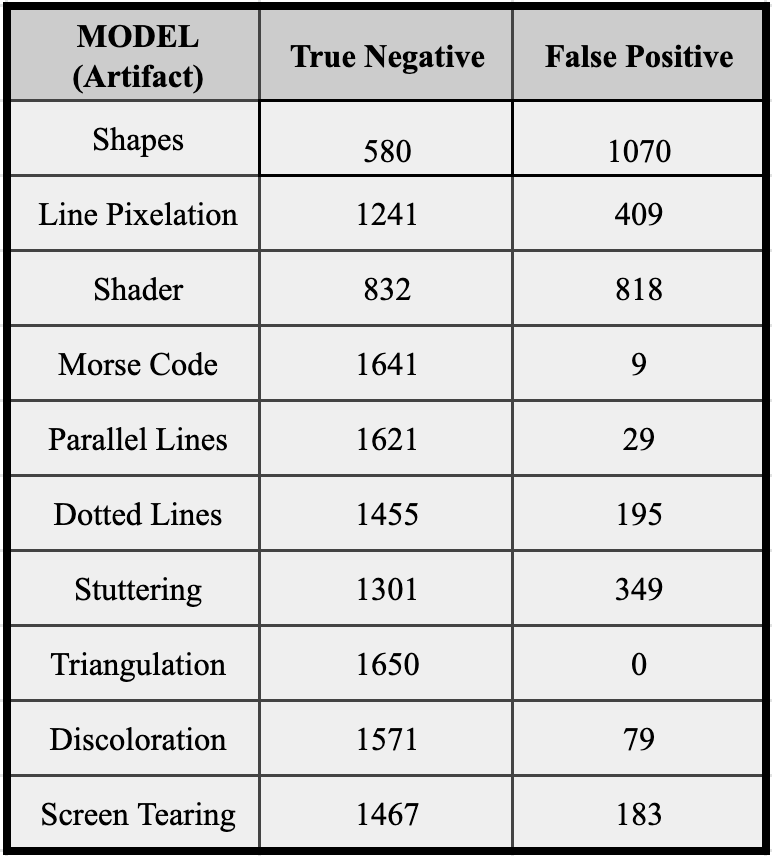 MODEL (Artifact) True Negative False Positive
Shapes 580 1070
Line Pixelation 1241 409
Shader 832 818
Morse Code 1641 9
Parallel Lines 1621 29
Dotted Lines 1455 195
Stuttering 1301 349
Triangulation 1650 0
Discoloration 1571 79
Screen Tearing 1467 183